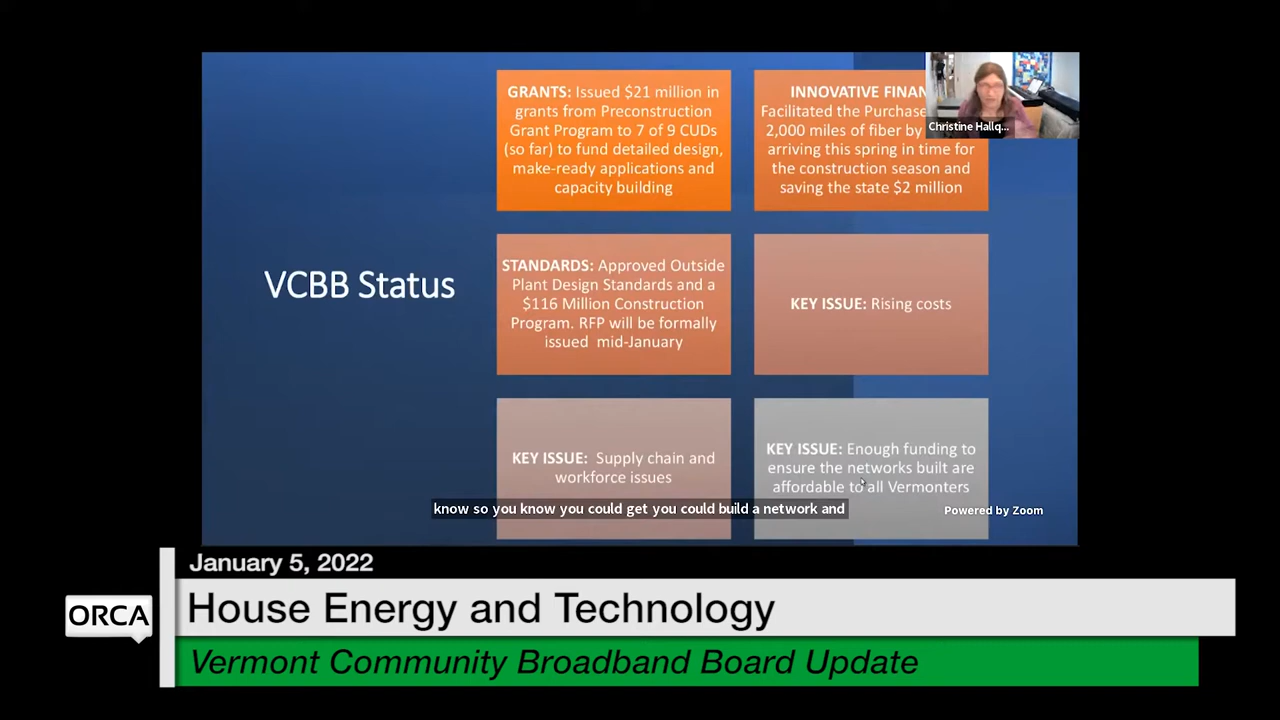 GRANTS: Issued $21 million in
grants from Preconstruction
Grant Program to 7 of 9 CUDs
(so far) to fund detailed design,
make-ready applications and
capacity building
INNOVATIVE FINAN
Facilitated the Purchase
2,000 miles of fiber by
arriving this spring in time for
the construction season and
saving the state $2 million
Christine Hallq...
VCBB Status
STANDARDS: Approved Outside
Plant Design Standards and a
$116 Million Construction
Program. RFP will be formally
issued mid-January
KEY ISSUE: Rising costs
KEY ISSUE: Supply chain and
workforce issues
KEY ISSUE: Enough funding to
ensure the networks built are
affordable to all Vermonters
know so you know you could get you could build a network and
Powered by Zoom
January 5, 2022
ORCA
House Energy and Technology
Vermont Community Broadband Board Update